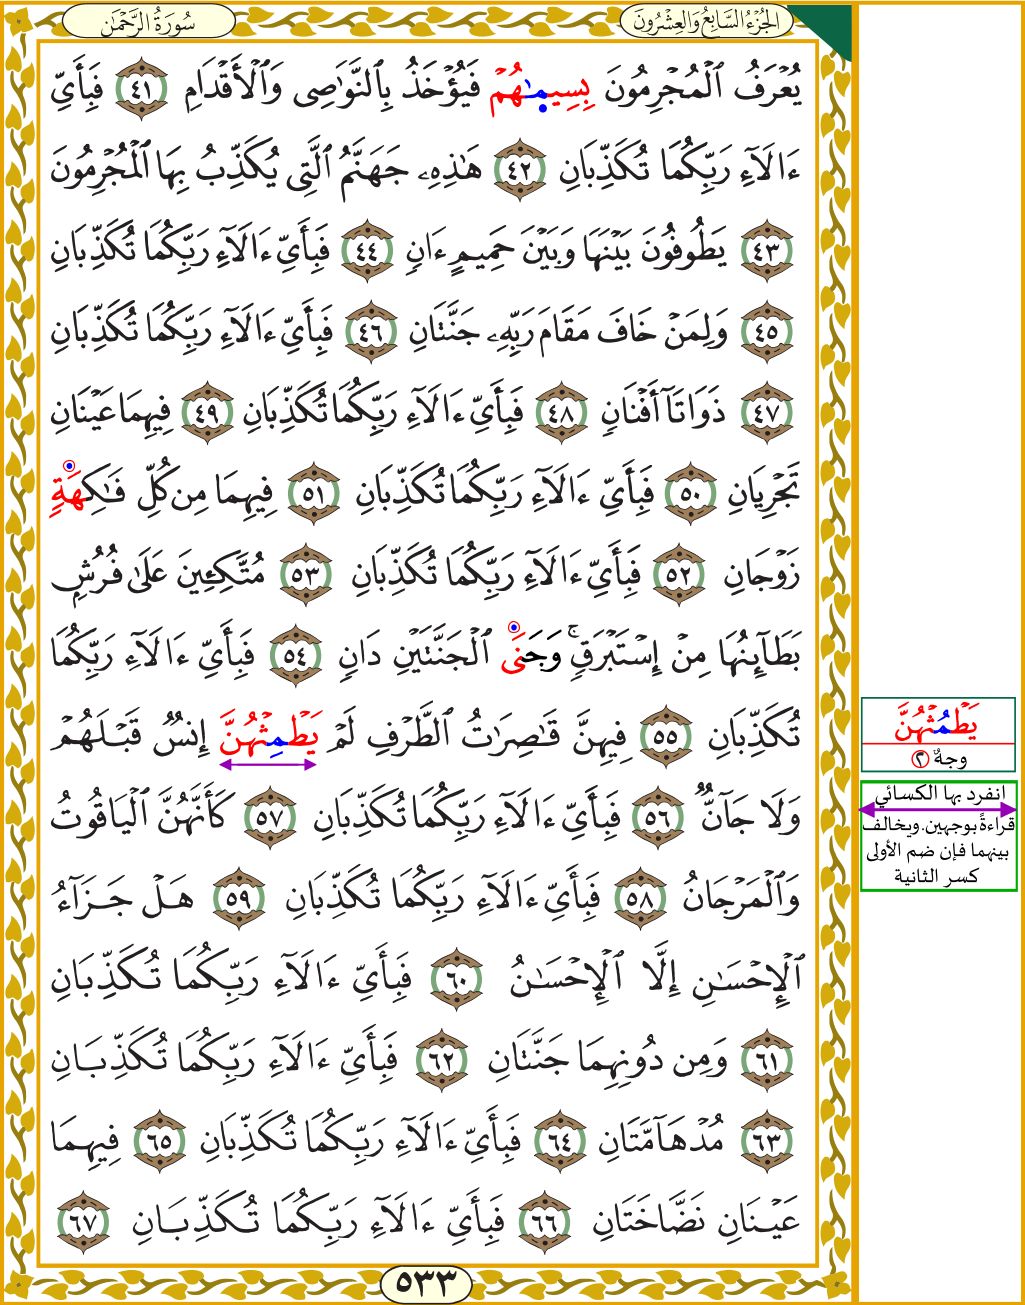 الجُزْءُ السَّابِعُ وَالعِشْرُونَ
سُورَةُ الرَّحْمٰن
يُعْرَفُ ٱلْمُجْرِمُونَ بِسِيمَٰهُمْ فَيُؤْخَذُ بِٱلنَّوَٰصِى وَٱلْأَقْدَامِ ٤١ فَبِأَىِّ
ءَالَآءِ رَبِّكُمَا تُكَذِّبَانِ ٤٢ هَٰذِهِۦ جَهَنَّمُ ٱلَّتِى يُكَذِّبُ بِهَا ٱلْمُجْرِمُونَ
٤٣ يَطُوفُونَ بَيْنَهَا وَبَيْنَ حَمِيمٍ ءَانٍ ٤٤ فَبِأَىِّ ءَالَآءِ رَبِّكُمَا تُكَذِّبَانِ
٤٥ وَلِمَنْ خَافَ مَقَامَ رَبِّهِۦ جَنَّتَانِ ٤٦ فَبِأَىِّ ءَالَآءِ رَبِّكُمَا تُكَذِّبَانِ
٤٧ ذَوَاتَآ أَفْنَانٍ ٤٨ فَبِأَىِّ ءَالَآءِ رَبِّكُمَا تُكَذِّبَانِ ٤٩ فِيهِمَا عَيْنَانِ
تَجْرِيَانِ ٥٠ فَبِأَىِّ ءَالَآءِ رَبِّكُمَا تُكَذِّبَانِ ٥١ فِيهِمَا مِن كُلِّ فَٰكِهَةٍ
زَوْجَانِ ٥٢ فَبِأَىِّ ءَالَآءِ رَبِّكُمَا تُكَذِّبَانِ ٥٣ مُتَّكِـِٔينَ عَلَىٰ فُرُشٍ
بَطَآئِنُهَا مِنْ إِسْتَبْرَقٍ ۚ وَجَنَى ٱلْجَنَّتَيْنِ دَانٍ ٥٤ فَبِأَىِّ ءَالَآءِ رَبِّكُمَا
تُكَذِّبَانِ ٥٥ فِيهِنَّ قَٰصِرَٰتُ ٱلطَّرْفِ لَمْ يَطْمِثْهُنَّ إِنسٌ قَبْلَهُمْ
وَلَا جَآنٌّ ٥٦ فَبِأَىِّ ءَالَآءِ رَبِّكُمَا تُكَذِّبَانِ ٥٧ كَأَنَّهُنَّ ٱلْيَاقُوتُ
وَٱلْمَرْجَانُ ٥٨ فَبِأَىِّ ءَالَآءِ رَبِّكُمَا تُكَذِّبَانِ ٥٩ هَلْ جَزَآءُ
ٱلْإِحْسَٰنِ إِلَّا ٱلْإِحْسَٰنُ ٦٠ فَبِأَىِّ ءَالَآءِ رَبِّكُمَا تُكَذِّبَانِ
٦١ وَمِن دُونِهِمَا جَنَّتَانِ ٦٢ فَبِأَىِّ ءَالَآءِ رَبِّكُمَا تُكَذِّبَانِ
٦٣ مُدْهَآمَّتَانِ ٦٤ فَبِأَىِّ ءَالَآءِ رَبِّكُمَا تُكَذِّبَانِ ٦٥ فِيهِمَا
عَيْنَانِ نَضَّاخَتَانِ ٦٦ فَبِأَىِّ ءَالَآءِ رَبِّكُمَا تُكَذِّبَانِ ٦٧
٥٣٣
يَطْمُثْهُنَّ
وجهٌ ٢
انفرد بها الكسائي
قراءةً بوجهين. ويخالف
بينهما فإن ضم الأولى
كسر الثانية